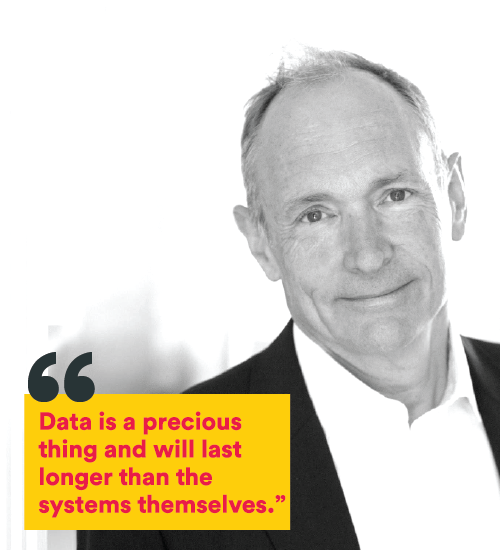 “
Data is a precious
thing and will last
longer than the
systems themselves.”